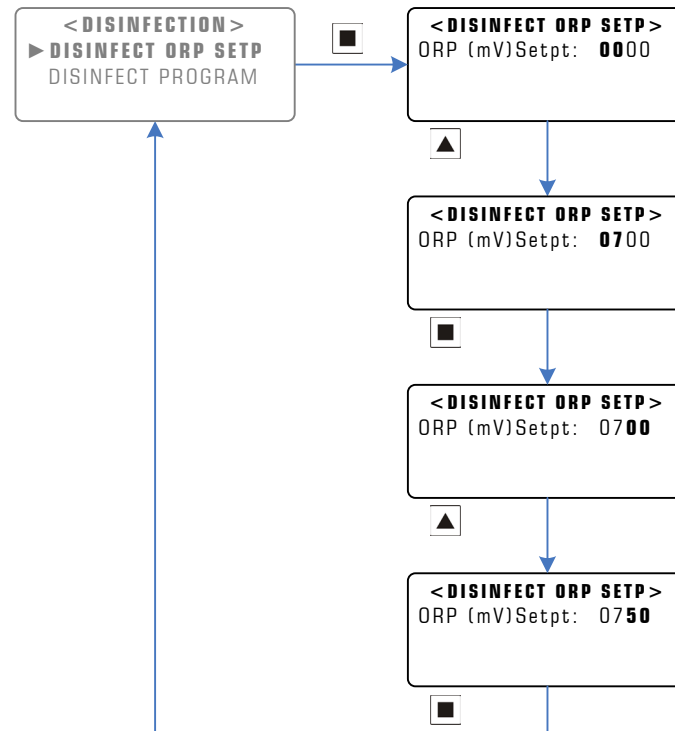 <DISINFECTION>
►DISINFECT ORP SETP
DISINFECT PROGRAM
<DISINFECT ORP SETP>
ORP (mV)Setpt: 0000
<DISINFECT ORP SETP>
ORP (mV)Setpt: 0700
<DISINFECT ORP SETP>
ORP (mV)Setpt: 0700
<DISINFECT ORP SETP>
ORP (mV)Setpt: 0750